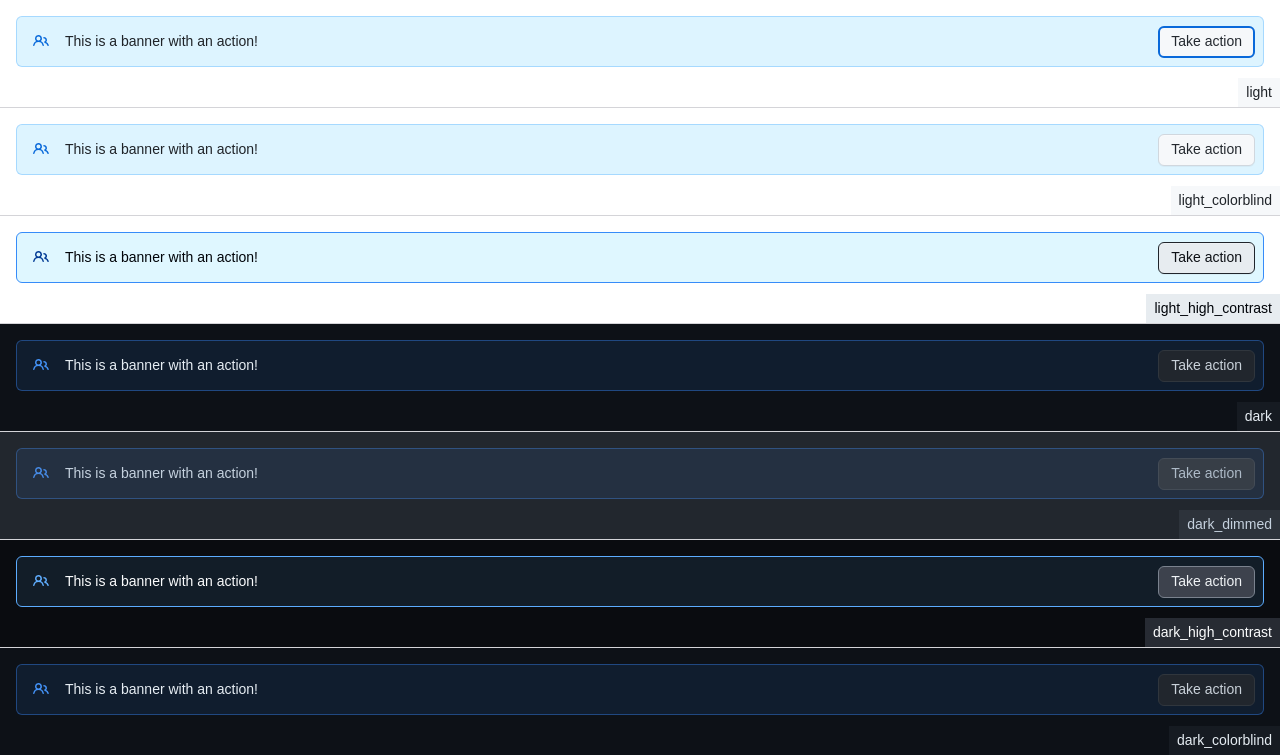 This is a banner with an action! Take action
light
This is a banner with an action! Take action
light_colorblind
This is a banner with an action! Take action
light_high_contrast
This is a banner with an action! Take action
dark
This is a banner with an action! Take action
dark_dimmed
This is a banner with an action! Take action
dark_high_contrast
This is a banner with an action! Take action
dark_colorblind